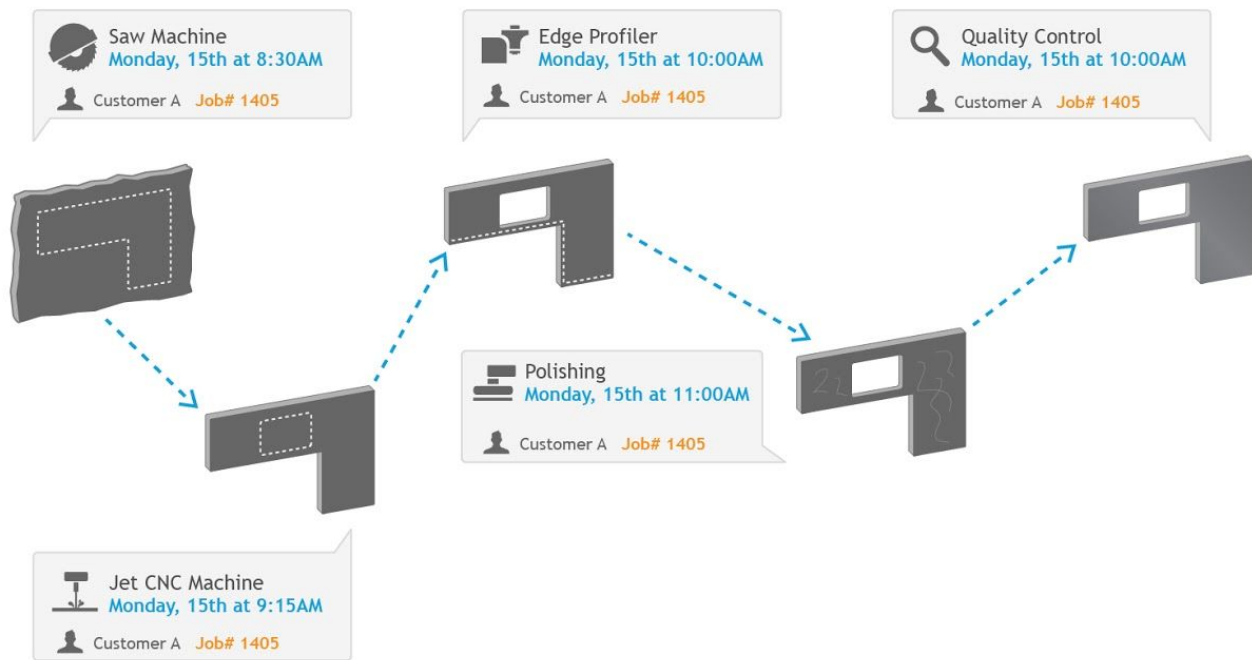 Saw Machine
Monday, 15th at 8:30AM
Customer A Job# 1405
Edge Profiler
Monday, 15th at 10:00AM
Customer A Job# 1405
Quality Control
Monday, 15th at 10:00AM
Customer A Job# 1405
Polishing
Monday, 15th at 11:00AM
Customer A Job# 1405
Jet CNC Machine
Monday, 15th at 9:15AM
Customer A Job# 1405